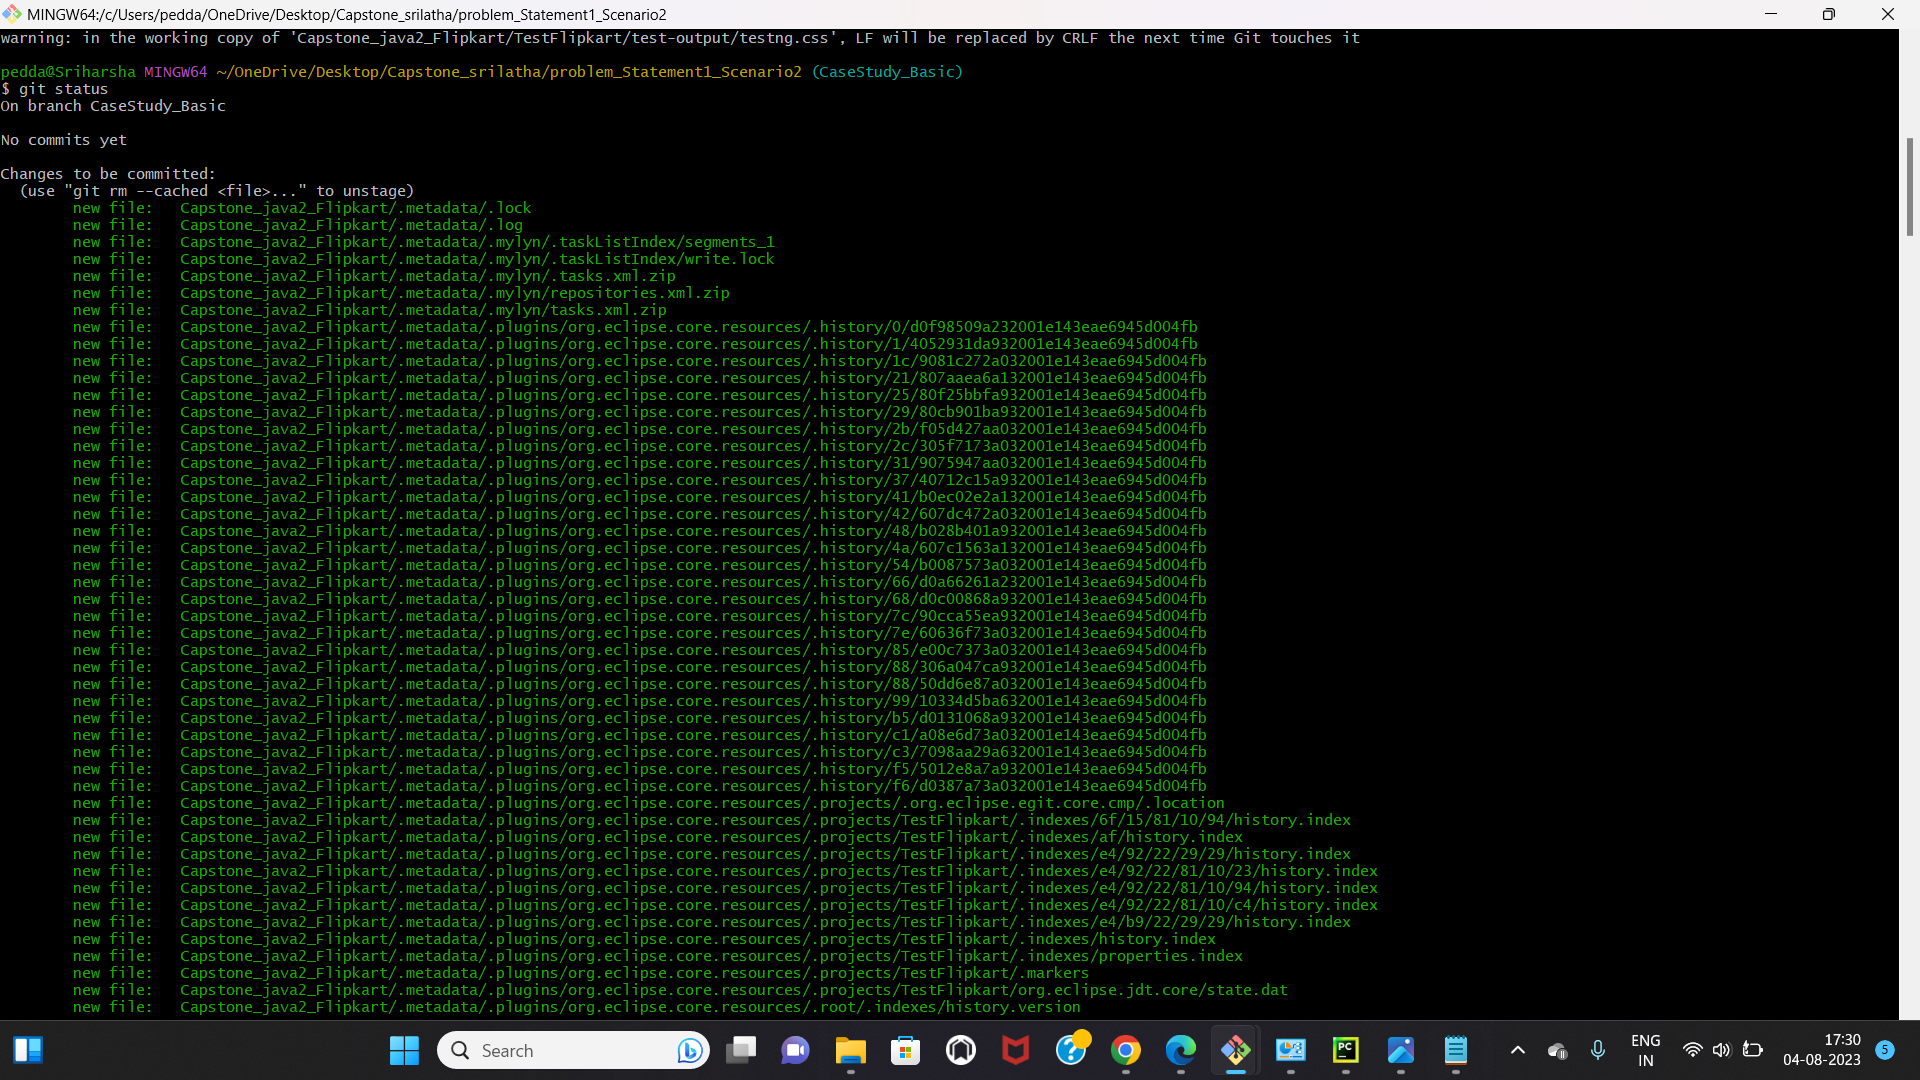 MINGW64:/c/Users/pedda/OneDrive/Desktop/Capstone_srilatha/problem_Statement1_Scenario2
warning: in the working copy of 'Capstone_java2_Flipkart/TestFlipkart/test-output/testng.css', LF will be replaced by CRLF the next time Git touches it
pedda@Sriharsha MINGW64 ~/OneDrive/Desktop/Capstone_srilatha/problem_Statement1_Scenario2 (CaseStudy_Basic)
$ git status
On branch CaseStudy_Basic
No commits yet
Changes to be committed:
(use "git rm --cached <file>..." to unstage)
new file: Capstone_java2_Flipkart/.metadata/.lock
new file: Capstone_java2_Flipkart/.metadata/.log
new file: Capstone_java2_Flipkart/.metadata/.mylyn/.taskListIndex/segments_1
new file: Capstone_java2_Flipkart/.metadata/.mylyn/.taskListIndex/write.lock
new file: Capstone_java2_Flipkart/.metadata/.mylyn/.tasks.xml.zip
new file: Capstone_java2_Flipkart/.metadata/.mylyn/repositories.xml.zip
new file: Capstone_java2_Flipkart/.metadata/.mylyn/tasks.xml.zip
new file: Capstone_java2_Flipkart/.metadata/.plugins/org.eclipse.core.resources/.history/0/d0f98509a232001e143eae6945d004fb
new file: Capstone_java2_Flipkart/.metadata/.plugins/org.eclipse.core.resources/.history/1/4052931da932001e143eae6945d004fb
new file: Capstone_java2_Flipkart/.metadata/.plugins/org.eclipse.core.resources/.history/1c/9081c272a032001e143eae6945d004fb
new file: Capstone_java2_Flipkart/.metadata/.plugins/org.eclipse.core.resources/.history/21/807aaea6a132001e143eae6945d004fb
new file: Capstone_java2_Flipkart/.metadata/.plugins/org.eclipse.core.resources/.history/25/80f25bbfa932001e143eae6945d004fb
new file: Capstone_java2_Flipkart/.metadata/.plugins/org.eclipse.core.resources/.history/29/80cb901ba932001e143eae6945d004fb
new file: Capstone_java2_Flipkart/.metadata/.plugins/org.eclipse.core.resources/.history/2b/f05d427aa032001e143eae6945d004fb
new file: Capstone_java2_Flipkart/.metadata/.plugins/org.eclipse.core.resources/.history/2c/305f7173a032001e143eae6945d004fb
new file: Capstone_java2_Flipkart/.metadata/.plugins/org.eclipse.core.resources/.history/31/9075947aa032001e143eae6945d004fb
new file: Capstone_java2_Flipkart/.metadata/.plugins/org.eclipse.core.resources/.history/37/40712c15a932001e143eae6945d004fb
new file: Capstone_java2_Flipkart/.metadata/.plugins/org.eclipse.core.resources/.history/41/b0ec02e2a132001e143eae6945d004fb
new file: Capstone_java2_Flipkart/.metadata/.plugins/org.eclipse.core.resources/.history/42/607dc472a032001e143eae6945d004fb
new file: Capstone_java2_Flipkart/.metadata/.plugins/org.eclipse.core.resources/.history/48/b028b401a932001e143eae6945d004fb
new file: Capstone_java2_Flipkart/.metadata/.plugins/org.eclipse.core.resources/.history/4a/607c1563a132001e143eae6945d004fb
new file: Capstone_java2_Flipkart/.metadata/.plugins/org.eclipse.core.resources/.history/54/b0087573a032001e143eae6945d004fb
new file: Capstone_java2_Flipkart/.metadata/.plugins/org.eclipse.core.resources/.history/66/d0a66261a232001e143eae6945d004fb
new file: Capstone_java2_Flipkart/.metadata/.plugins/org.eclipse.core.resources/.history/68/d0c00868a932001e143eae6945d004fb
new file: Capstone_java2_Flipkart/.metadata/.plugins/org.eclipse.core.resources/.history/7c/90cca55ea932001e143eae6945d004fb
new file: Capstone_java2_Flipkart/.metadata/.plugins/org.eclipse.core.resources/.history/7e/60636f73a032001e143eae6945d004fb
new file: Capstone_java2_Flipkart/.metadata/.plugins/org.eclipse.core.resources/.history/85/e00c7373a032001e143eae6945d004fb
new file: Capstone_java2_Flipkart/.metadata/.plugins/org.eclipse.core.resources/.history/88/306a047ca932001e143eae6945d004fb
new file: Capstone_java2_Flipkart/.metadata/.plugins/org.eclipse.core.resources/.history/88/50dd6e87a032001e143eae6945d004fb
new file: Capstone_java2_Flipkart/.metadata/.plugins/org.eclipse.core.resources/.history/99/10334d5ba632001e143eae6945d004fb
new file: Capstone_java2_Flipkart/.metadata/.plugins/org.eclipse.core.resources/.history/b5/d0131068a932001e143eae6945d004fb
new file: Capstone_java2_Flipkart/.metadata/.plugins/org.eclipse.core.resources/.history/c1/a08e6d73a032001e143eae6945d004fb
new file: Capstone_java2_Flipkart/.metadata/.plugins/org.eclipse.core.resources/.history/c3/7098aa29a632001e143eae6945d004fb
new file: Capstone_java2_Flipkart/.metadata/.plugins/org.eclipse.core.resources/.history/f5/5012e8a7a932001e143eae6945d004fb
new file: Capstone_java2_Flipkart/.metadata/.plugins/org.eclipse.core.resources/.history/f6/d0387a73a032001e143eae6945d004fb
new file: Capstone_java2_Flipkart/.metadata/.plugins/org.eclipse.core.resources/.projects/.org.eclipse.egit.core.cmp/.location
new file: Capstone_java2_Flipkart/.metadata/.plugins/org.eclipse.core.resources/.projects/TestFlipkart/.indexes/6f/15/81/10/94/history.index
new file: Capstone_java2_Flipkart/.metadata/.plugins/org.eclipse.core.resources/.projects/TestFlipkart/.indexes/af/history.index
new file: Capstone_java2_Flipkart/.metadata/.plugins/org.eclipse.core.resources/.projects/TestFlipkart/.indexes/e4/92/22/29/29/history.index
new file: Capstone_java2_Flipkart/.metadata/.plugins/org.eclipse.core.resources/.projects/TestFlipkart/.indexes/e4/92/22/81/10/23/history.index
new file: Capstone_java2_Flipkart/.metadata/.plugins/org.eclipse.core.resources/.projects/TestFlipkart/.indexes/e4/92/22/81/10/94/history.index
new file: Capstone_java2_Flipkart/.metadata/.plugins/org.eclipse.core.resources/.projects/TestFlipkart/.indexes/e4/92/22/81/10/c4/history.index
new file: Capstone_java2_Flipkart/.metadata/.plugins/org.eclipse.core.resources/.projects/TestFlipkart/.indexes/e4/b9/22/29/29/history.index
new file: Capstone_java2_Flipkart/.metadata/.plugins/org.eclipse.core.resources/.projects/TestFlipkart/.indexes/history.index
new file: Capstone_java2_Flipkart/.metadata/.plugins/org.eclipse.core.resources/.projects/TestFlipkart/.indexes/properties.index
new file: Capstone_java2_Flipkart/.metadata/.plugins/org.eclipse.core.resources/.projects/TestFlipkart/.markers
new file: Capstone_java2_Flipkart/.metadata/.plugins/org.eclipse.core.resources/.projects/TestFlipkart/org.eclipse.jdt.core/state.dat
new file: Capstone_java2_Flipkart/.metadata/.plugins/org.eclipse.core.resources/.root/.indexes/history.version
Search
PC
ENG
IN
17:30
04-08-2023
5